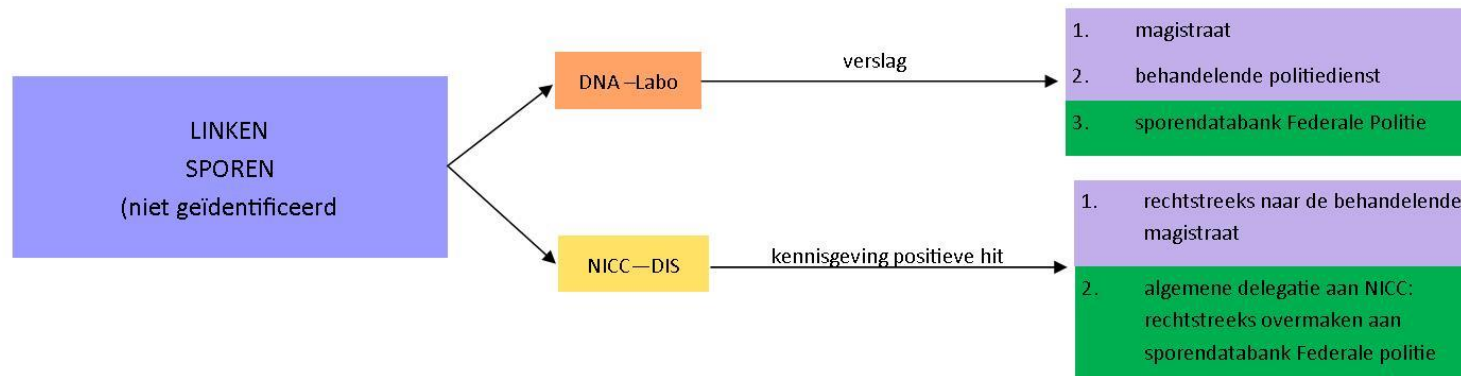 LINKEN
SPOREN
(niet geïdentificeerd
DNA –Labo
verslag
1. magistraat
2. behandelende politiedienst
3. sporendatabank Federale Politie
NICC—DIS
kennisgeving positieve hit
1. rechtstreeks naar de behandelende
magistraat
2. algemene delegatie aan NICC:
rechtstreeks overmaken aan
sporendatabank Federale politie